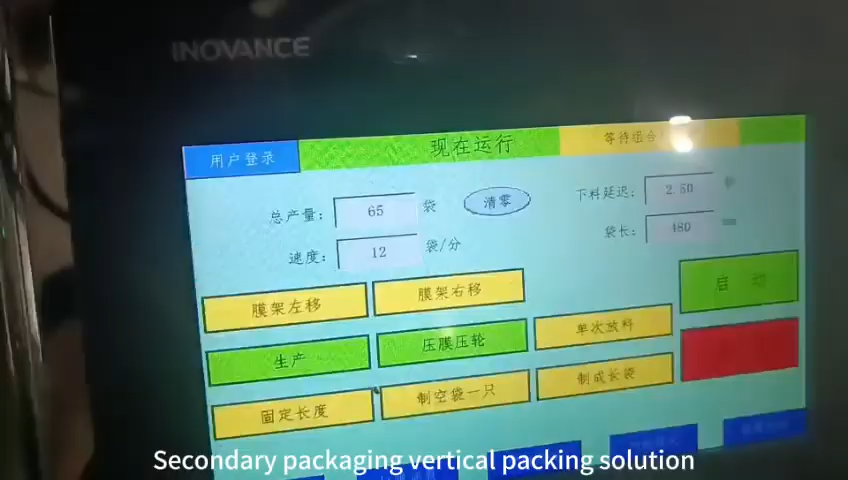 INOVANCE
用户登录 现在运行 等待组合
总产量: 65 袋 清零 下料延迟: 2.50
速度: 12 袋/分 袋长: 480
膜架左移 膜架右移 启 动
生产 压膜压轮 单次放料
固定长度 制空袋一只 制成长袋
Secondary packaging vertical packing solution